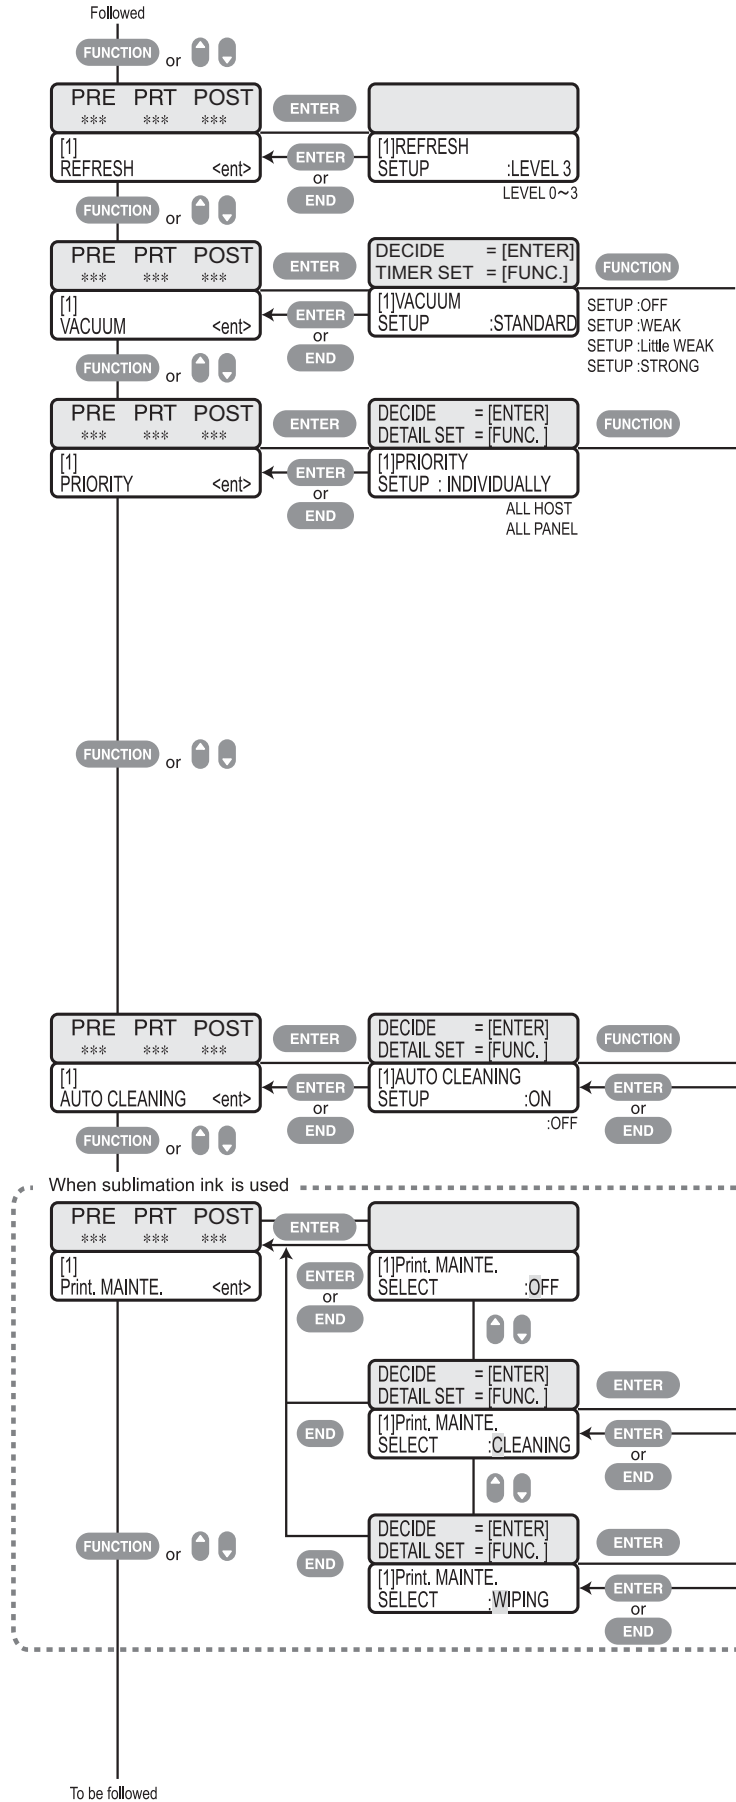 Followed
FUNCTION or
PRE PRT POST
*** *** ***
[1]
REFRESH <ent>
ENTER
ENTER
or
END
[1]REFRESH
SETUP :LEVEL 3
LEVEL 0～3
FUNCTION or
PRE PRT POST
*** *** ***
[1]
VACUUM <ent>
ENTER
ENTER
or
END
DECIDE = [ENTER]
TIMER SET = [FUNC.]
[1]VACUUM
SETUP :STANDARD
FUNCTION
SETUP :OFF
SETUP :WEAK
SETUP :Little WEAK
SETUP :STRONG
FUNCTION or
PRE PRT POST
*** *** ***
[1]
PRIORITY <ent>
ENTER
ENTER
or
END
DECIDE = [ENTER]
DETAIL SET = [FUNC. ]
[1]PRIORITY
SETUP : INDIVIDUALLY
ALL HOST
ALL PANEL
FUNCTION
FUNCTION or
PRE PRT POST
*** *** ***
[1]
AUTO CLEANING <ent>
ENTER
ENTER
or
END
DECIDE = [ENTER]
DETAIL SET = [FUNC. ]
[1]AUTO CLEANING
SETUP :ON
:OFF
FUNCTION
ENTER
or
END
FUNCTION or
When sublimation ink is used
PRE PRT POST
*** *** ***
[1]
Print. MAINTE. <ent>
ENTER
ENTER
or
END
[1]Print. MAINTE.
SELECT :OFF
DECIDE = [ENTER]
DETAIL SET = [FUNC. ]
[1]Print. MAINTE.
SELECT :CLEANING
END
ENTER
ENTER
or
END
FUNCTION or
DECIDE = [ENTER]
DETAIL SET = [FUNC. ]
[1]Print. MAINTE.
SELECT :WIPING
END
ENTER
ENTER
or
END
To be followed